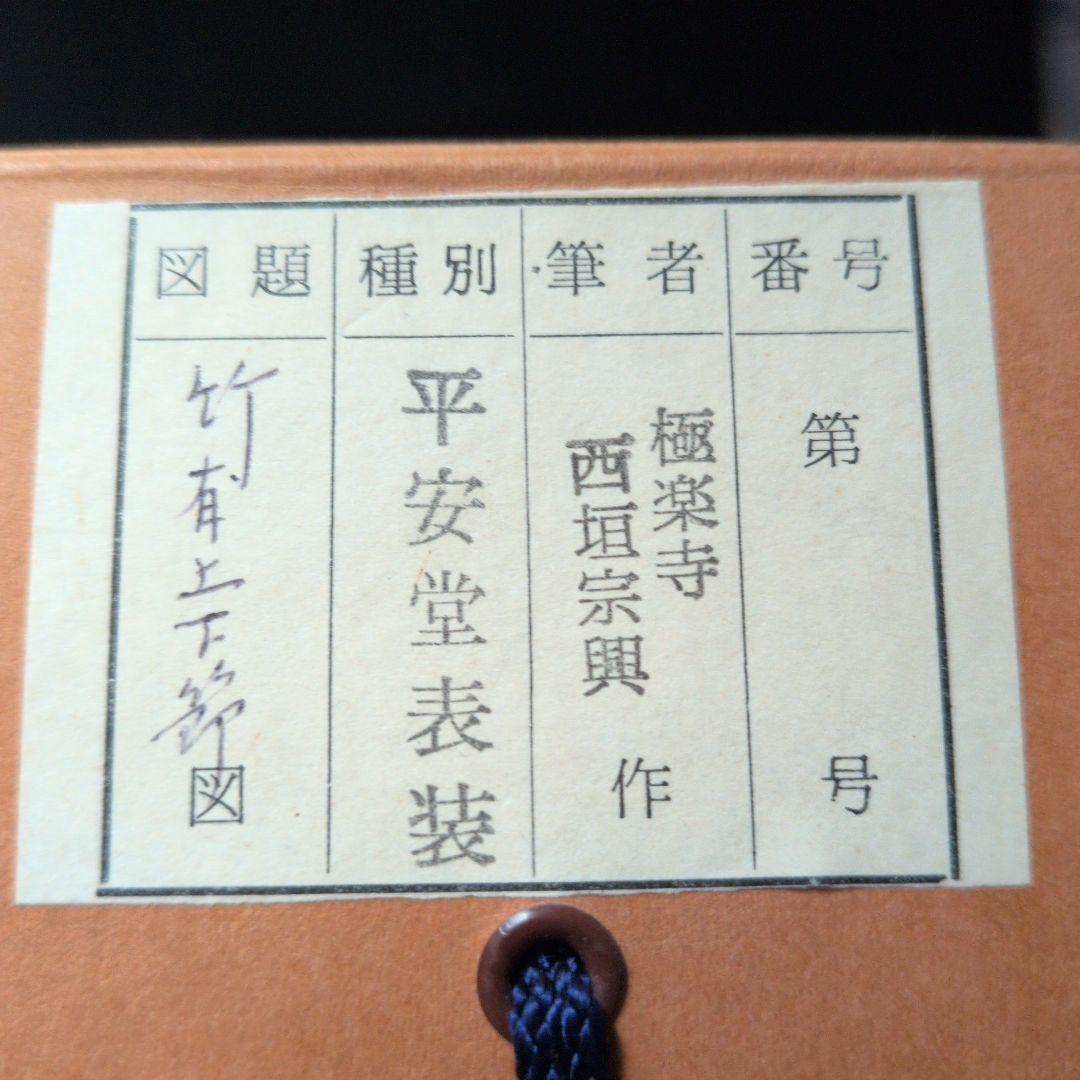 番号
第 号
筆者
極楽寺
西垣宗興
作
種別
平安堂表装
図題
竹有上下節図